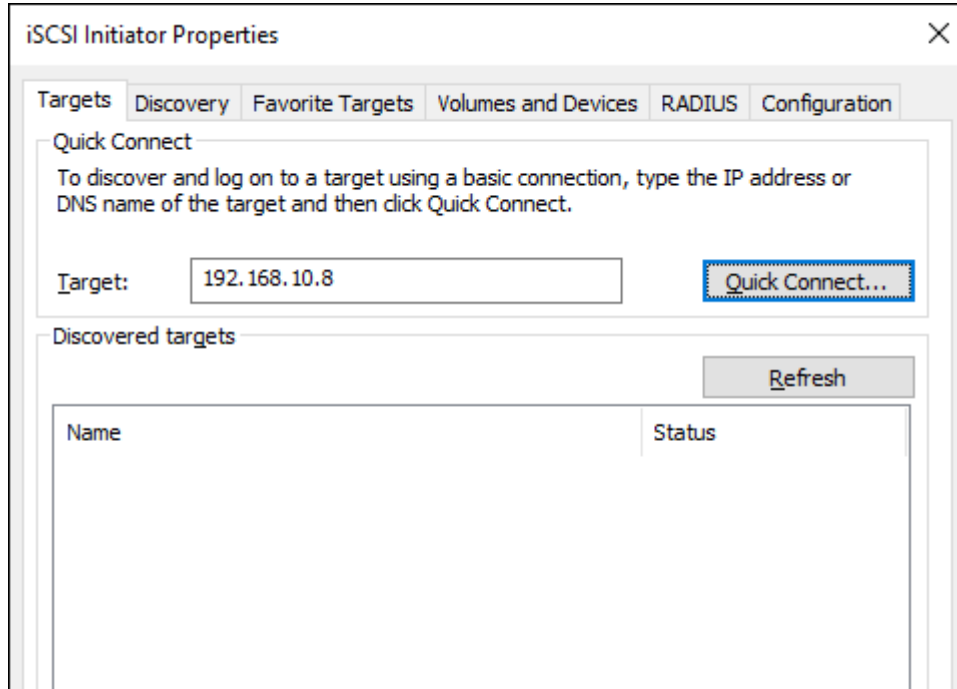 iSCSI Initiator Properties
Targets Discovery Favorite Targets Volumes and Devices RADIUS Configuration
Quick Connect
To discover and log on to a target using a basic connection, type the IP address or
DNS name of the target and then click Quick Connect.
Target: 192.168.10.8 Quick Connect...
Discovered targets
Refresh
Name Status